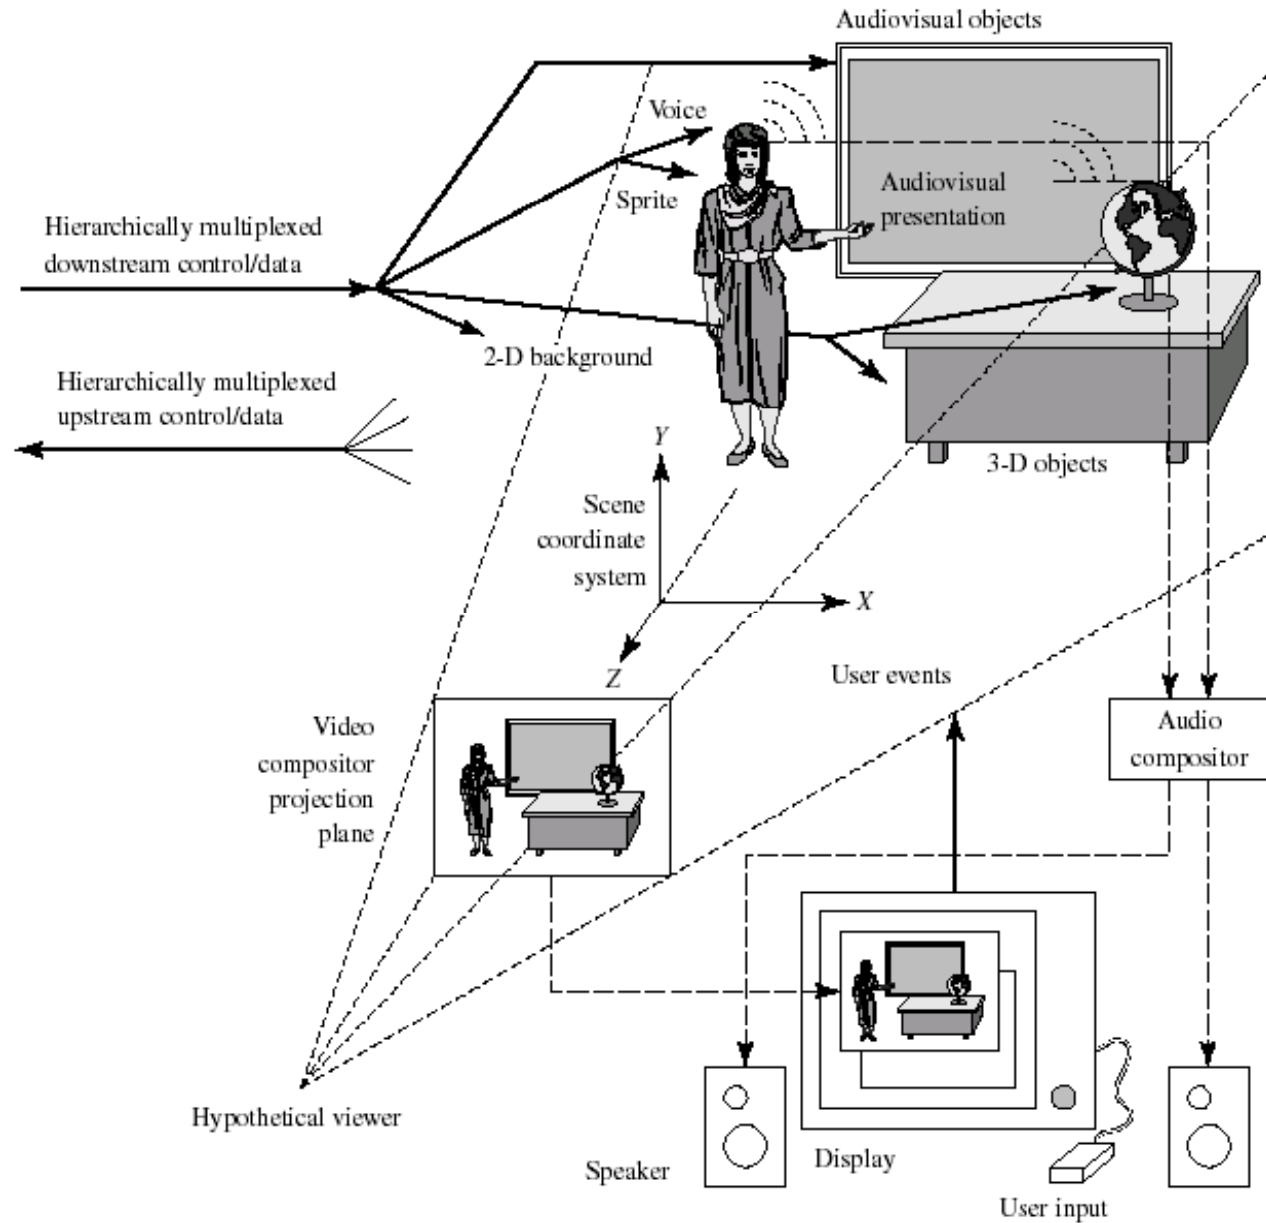 Audiovisual objects
Voice
Sprite
Audiovisual
presentation
Hierarchically multiplexed
downstream control/data
2-D background
Hierarchically multiplexed
upstream control/data
3-D objects
Y
Scene
coordinate
system
X
Z
User events
Video
compositor
projection
plane
Audio
compositor
Hypothetical viewer
Speaker
Display
User input